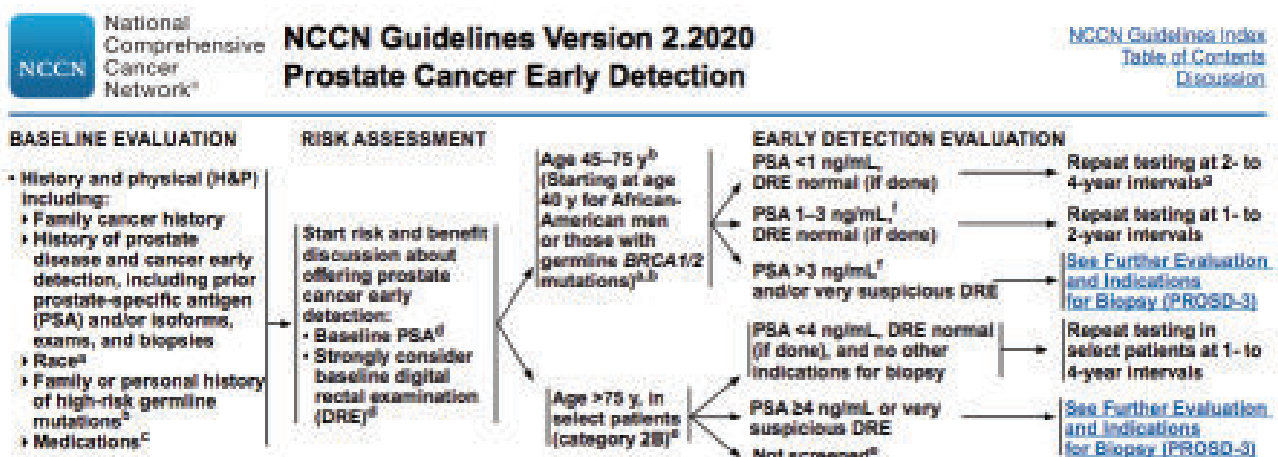 National
Comprehensive
Cancer
Network®
NCCN
NCCN Guidelines Version 2.2020
Prostate Cancer Early Detection
NCCN Guidelines Index
Table of Contents
Discussion
BASELINE EVALUATION
• History and physical (H&P)
including:
▸ Family cancer history
▸ History of prostate
disease and cancer early
detection, including prior
prostate-specific antigen
(PSA) and/or isoforms,
exams, and biopsies
▸ Race^a
▸ Family or personal history
of high-risk germline
mutations^b
▸ Medications^c
RISK ASSESSMENT
Start risk and benefit
discussion about
offering prostate
cancer early
detection:
• Baseline PSA^d
• Strongly consider
baseline digital
rectal examination
(DRE)^d
Age 45–75 y^b
(Starting at age
40 y for African-
American men
or those with
germline BRCA1/2
mutations)^a,b
Age >75 y, in
select patients
(category 2B)^e
EARLY DETECTION EVALUATION
PSA <1 ng/mL,
DRE normal (if done)
Repeat testing at 2- to
4-year intervals^g
PSA 1–3 ng/mL,^f
DRE normal (if done)
Repeat testing at 1- to
2-year intervals
PSA >3 ng/mL^f
and/or very suspicious DRE
See Further Evaluation
and Indications
for Biopsy (PROSD-3)
PSA <4 ng/mL, DRE normal
(if done), and no other
indications for biopsy
Repeat testing in
select patients at 1- to
4-year intervals
PSA ≥4 ng/mL or very
suspicious DRE
See Further Evaluation
and Indications
for Biopsy (PROSD-3)
Not screened^e